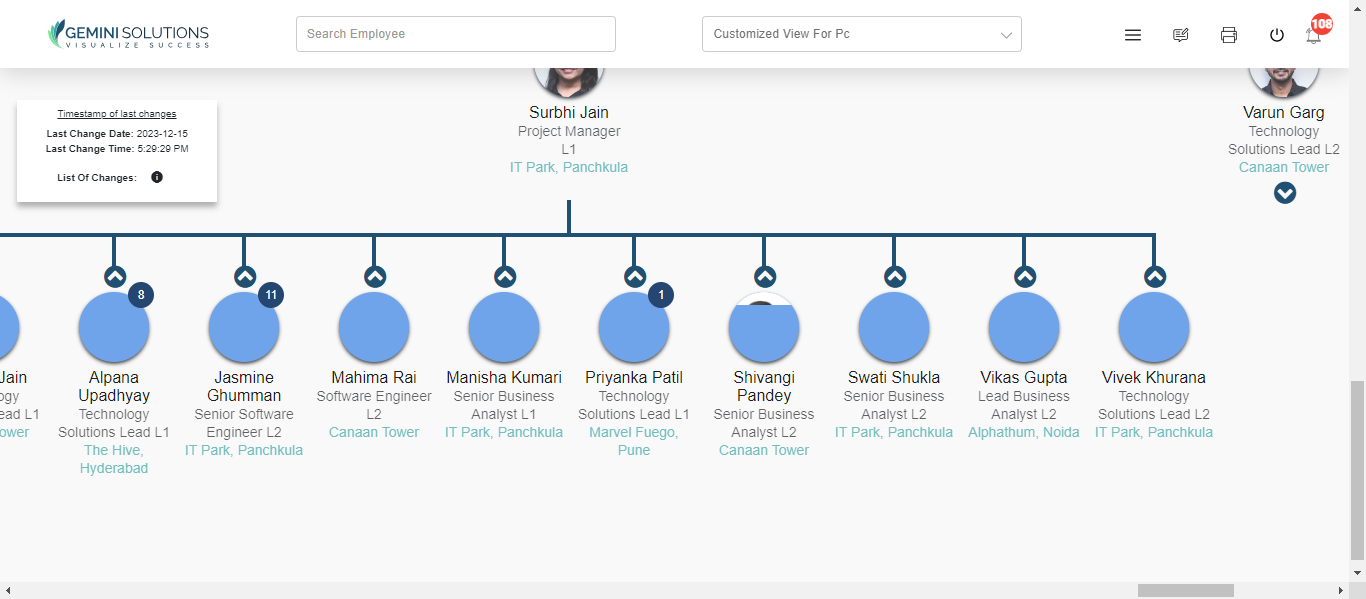 GEMINI SOLUTIONS
VISUALIZE SUCCESS
Search Employee
Customized View For Pc
108
Timestamp of last changes
Last Change Date: 2023-12-15
Last Change Time: 5:29:29 PM
List Of Changes:
Surbhi Jain
Project Manager
L1
IT Park, Panchkula
Varun Garg
Technology
Solutions Lead L2
Canaan Tower
Jain
ogy
ead L1
ower
8
Alpana
Upadhyay
Technology
Solutions Lead L1
The Hive,
Hyderabad
11
Jasmine
Ghumman
Senior Software
Engineer L2
IT Park, Panchkula
Mahima Rai
Software Engineer
L2
Canaan Tower
Manisha Kumari
Senior Business
Analyst L1
IT Park, Panchkula
1
Priyanka Patil
Technology
Solutions Lead L1
Marvel Fuego,
Pune
Shivangi
Pandey
Senior Business
Analyst L2
Canaan Tower
Swati Shukla
Senior Business
Analyst L2
IT Park, Panchkula
Vikas Gupta
Lead Business
Analyst L2
Alphathum, Noida
Vivek Khurana
Technology
Solutions Lead L2
IT Park, Panchkula